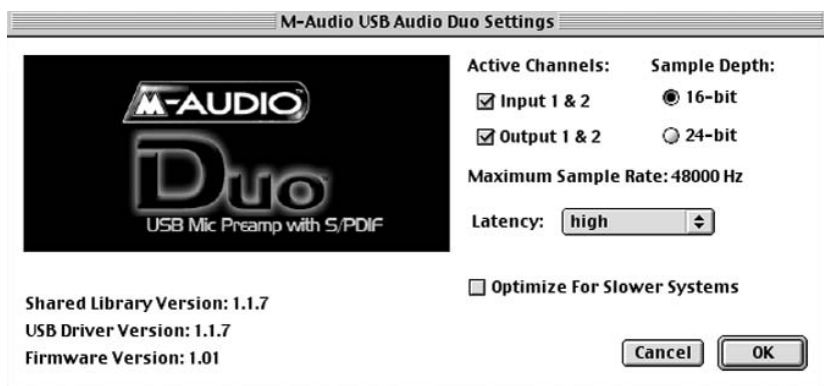 M-Audio USB Audio Duo Settings
M-AUDIO
Duo
USB Mic Preamp with S/PDIF
Shared Library Version: 1.1.7
USB Driver Version: 1.1.7
Firmware Version: 1.01
Active Channels:
Input 1 & 2
Output 1 & 2
Sample Depth:
16-bit
24-bit
Maximum Sample Rate: 48000 Hz
Latency: high
Optimize For Slower Systems
Cancel OK